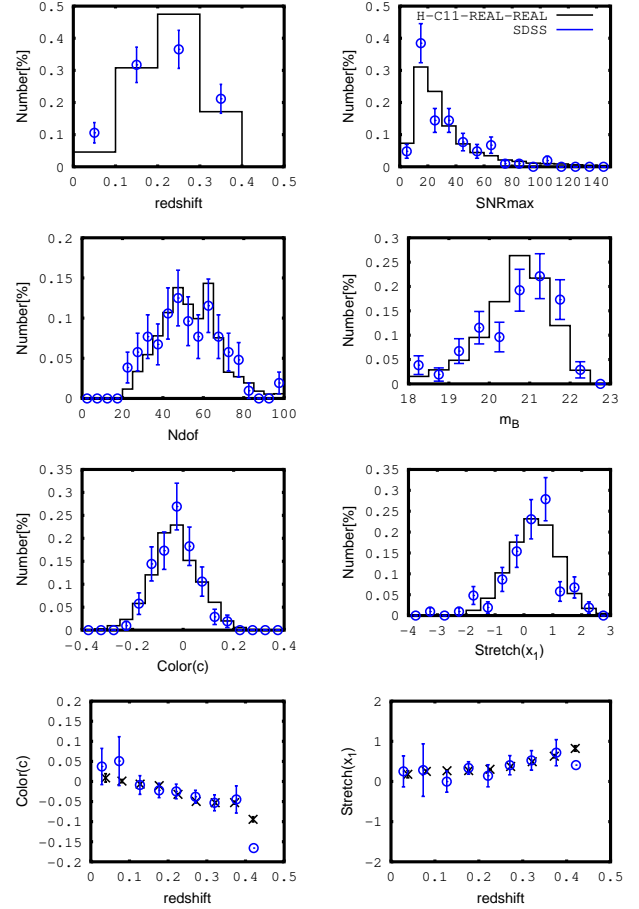 0.5
0.4
0.3
0.2
0.1
0
Number[%]
0 0.1 0.2 0.3 0.4 0.5
redshift
0.5
0.4
0.3
0.2
0.1
0
Number[%]
H-C11-REAL-REAL
SDSS
0 20 40 60 80 100 120 140
SNRmax
0.2
0.15
0.1
0.05
0
Number[%]
0 20 40 60 80 100
Ndof
0.3
0.25
0.2
0.15
0.1
0.05
0
Number[%]
18 19 20 21 22 23
m_B
0.35
0.3
0.25
0.2
0.15
0.1
0.05
0
Number[%]
−0.4 −0.2 0 0.2 0.4
Color(c)
0.35
0.3
0.25
0.2
0.15
0.1
0.05
0
Number[%]
−4 −3 −2 −1 0 1 2 3
Stretch(x_1)
0.2
0.15
0.1
0.05
0
−0.05
−0.1
−0.15
−0.2
Color(c)
0 0.1 0.2 0.3 0.4 0.5
redshift
2
1
0
−1
−2
Stretch(x_1)
0 0.1 0.2 0.3 0.4 0.5
redshift